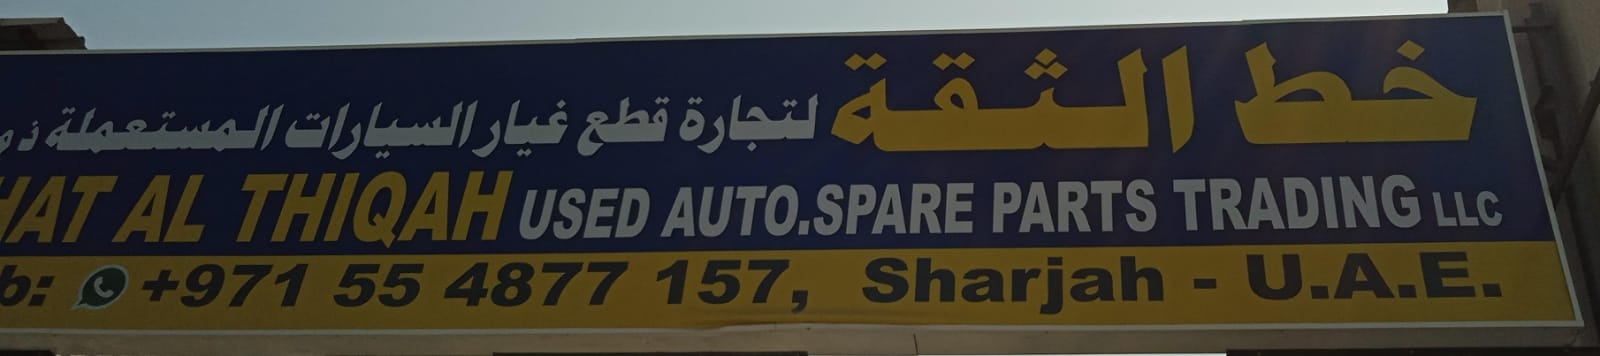 خط الثقة لتجارة قطع غيار السيارات المستعملة
AL THIQAH USED AUTO.SPARE PARTS TRADING LLC
+971 55 4877 157, Sharjah - U.A.E.